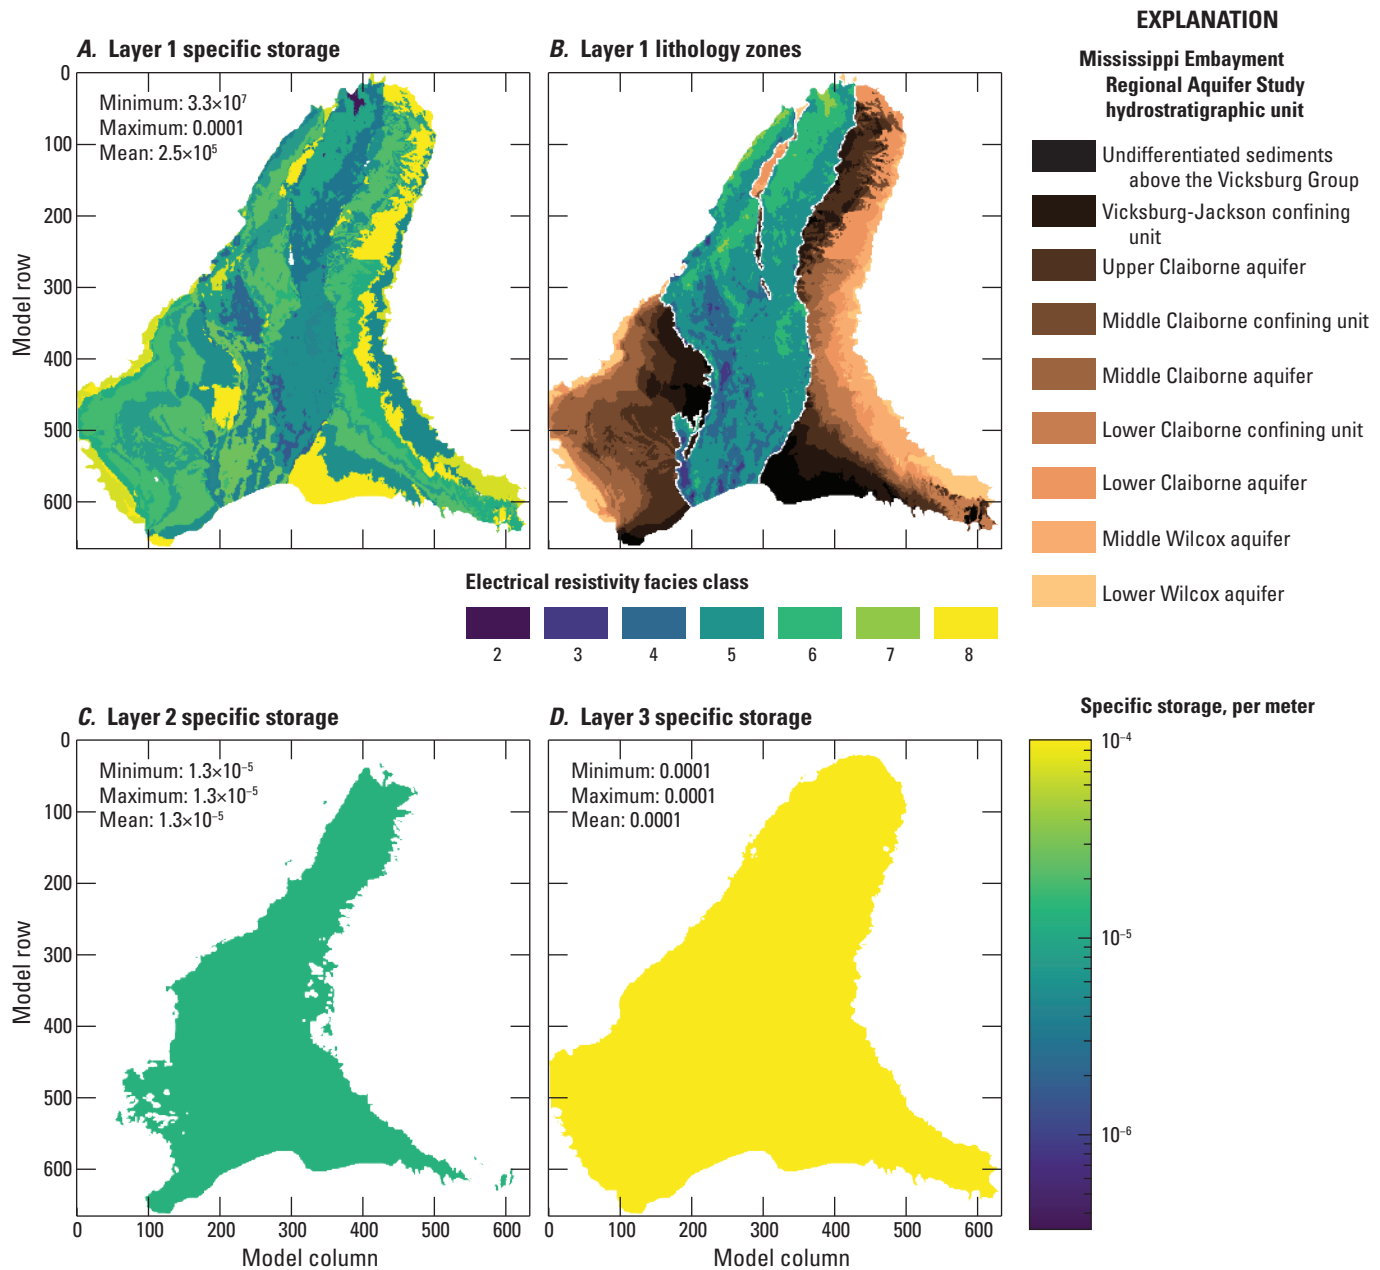 EXPLANATION
Mississippi Embayment
Regional Aquifer Study
hydrostratigraphic unit
Undifferentiated sediments
above the Vicksburg Group
Vicksburg-Jackson confining
unit
Upper Claiborne aquifer
Middle Claiborne confining unit
Middle Claiborne aquifer
Lower Claiborne confining unit
Lower Claiborne aquifer
Middle Wilcox aquifer
Lower Wilcox aquifer
A. Layer 1 specific storage
Minimum: 3.3×10⁷
Maximum: 0.0001
Mean: 2.5×10⁵
0
100
200
300
400
500
600
Model row
B. Layer 1 lithology zones
Electrical resistivity facies class
2 3 4 5 6 7 8
C. Layer 2 specific storage
Minimum: 1.3×10⁻⁵
Maximum: 1.3×10⁻⁵
Mean: 1.3×10⁻⁵
0
100
200
300
400
500
600
Model row
0 100 200 300 400 500 600
Model column
D. Layer 3 specific storage
Minimum: 0.0001
Maximum: 0.0001
Mean: 0.0001
0 100 200 300 400 500 600
Model column
Specific storage, per meter
10⁻⁴
10⁻⁵
10⁻⁶